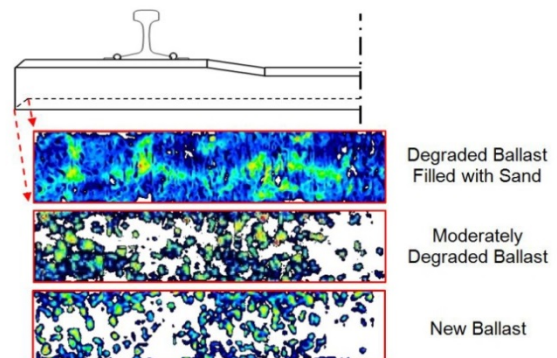 Degraded Ballast
Filled with Sand
Moderately
Degraded Ballast
New Ballast